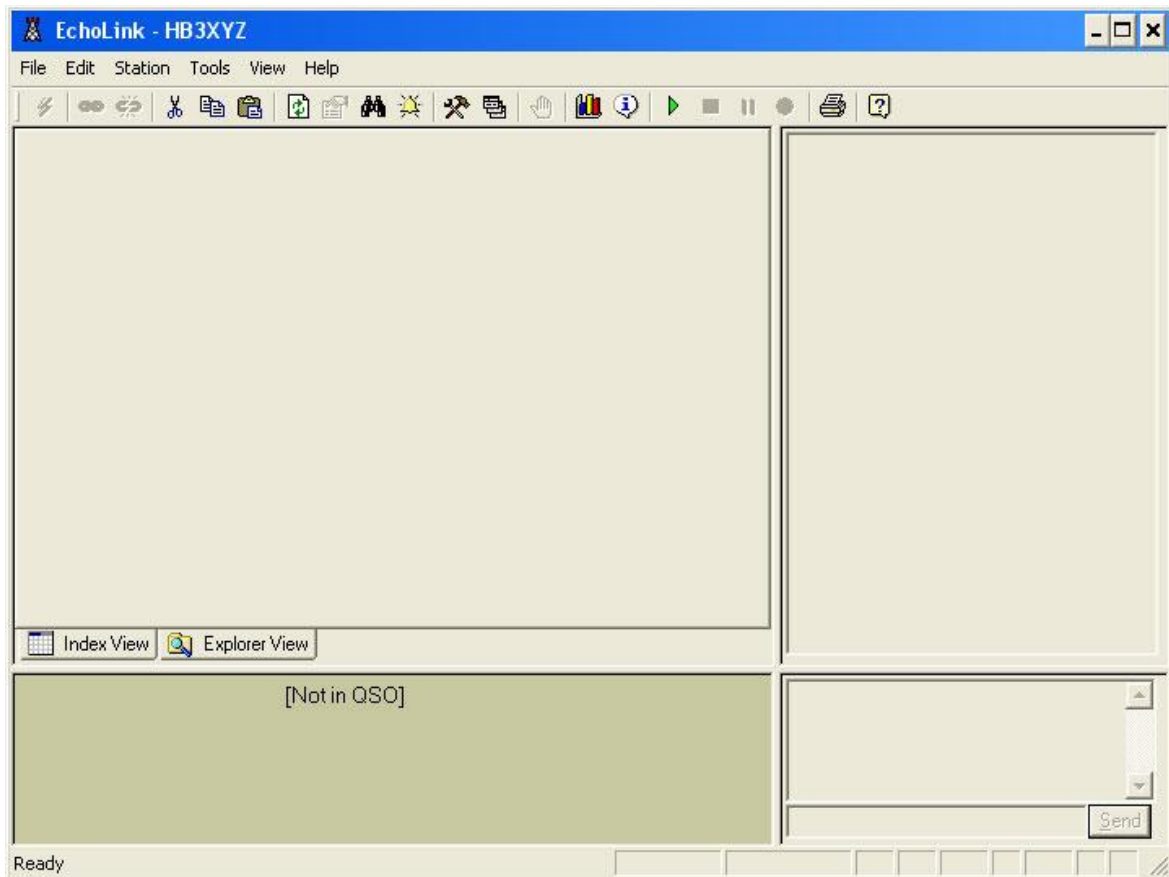 EchoLink - HB3XYZ
File Edit Station Tools View Help
Index View Explorer View
[Not in QSO]
Send
Ready